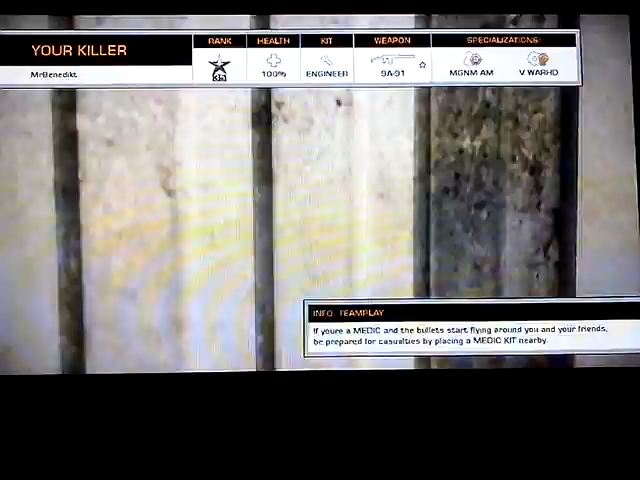 YOUR KILLER
RANK
HEALTH
KIT
WEAPON
SPECIALIZATIONS:
MrBenedikt
100%
ENGINEER
9A-91
MGNM AM
V WARHD
INFO: TEAMPLAY
If youre a MEDIC and the bullets start flying around you and your friends,
be prepared for casualties by placing a MEDIC KIT nearby.